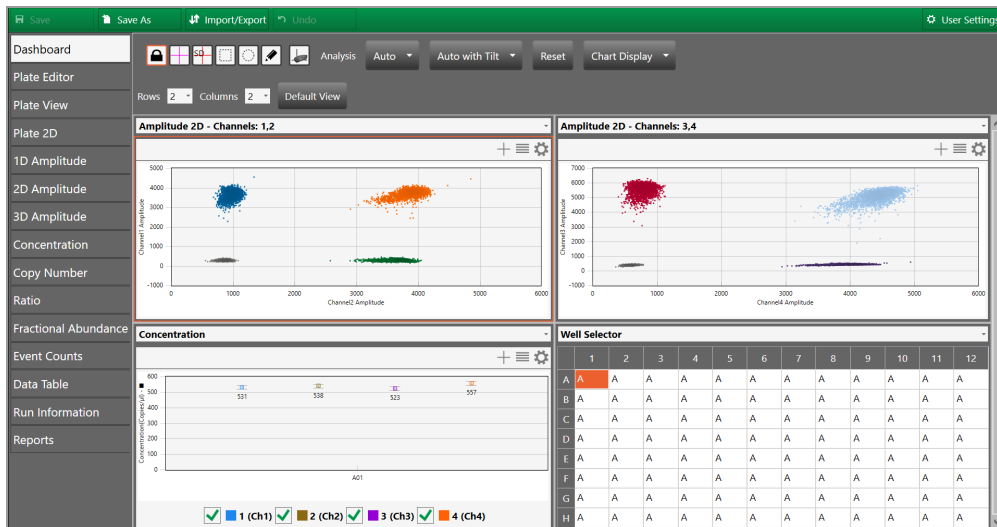 Save Save As Import/Export Undo User Settings
Dashboard
Plate Editor
Plate View
Plate 2D
1D Amplitude
2D Amplitude
3D Amplitude
Concentration
Copy Number
Ratio
Fractional Abundance
Event Counts
Data Table
Run Information
Reports
SD Analysis Auto Auto with Tilt Reset Chart Display
Rows 2 Columns 2 Default View
Amplitude 2D - Channels: 1,2
Channel1 Amplitude
5000
4000
3000
2000
1000
0
-1000
0 1000 2000 3000 4000 5000 6000
Channel2 Amplitude
Amplitude 2D - Channels: 3,4
Channel3 Amplitude
7000
6000
5000
4000
3000
2000
1000
0
-1000
0 1000 2000 3000 4000 5000 6000
Channel4 Amplitude
Concentration
Concentration(Copies/µl) -
600
500
400
300
200
100
0
531 538 523 557
A01
1 (Ch1) 2 (Ch2) 3 (Ch3) 4 (Ch4)
Well Selector
1 2 3 4 5 6 7 8 9 10 11 12
A A A A A A A A A A A A A
B A A A A A A A A A A A A
C A A A A A A A A A A A A
D A A A A A A A A A A A A
E A A A A A A A A A A A A
F A A A A A A A A A A A A
G A A A A A A A A A A A A
H A A A A A A A A A A A A